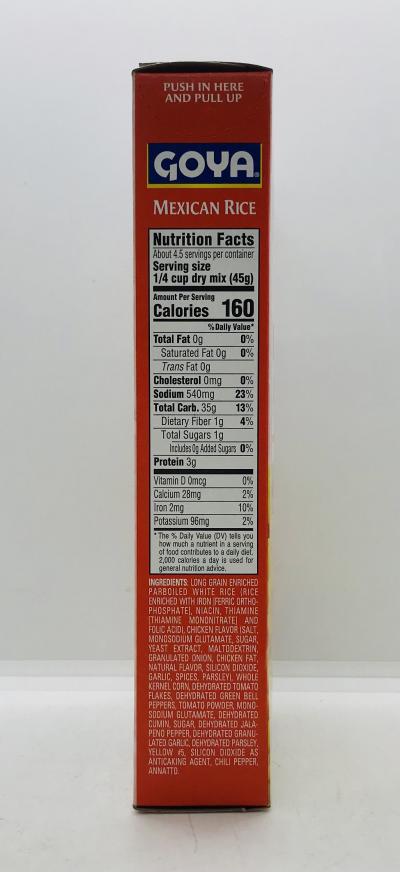 PUSH IN HERE
AND PULL UP
GOYA®
MEXICAN RICE
Nutrition Facts
About 4.5 servings per container
Serving size
1/4 cup dry mix (45g)
Amount Per Serving
Calories 160
% Daily Value*
Total Fat 0g 0%
Saturated Fat 0g 0%
Trans Fat 0g
Cholesterol 0mg 0%
Sodium 540mg 23%
Total Carb. 35g 13%
Dietary Fiber 1g 4%
Total Sugars 1g
Includes 0g Added Sugars 0%
Protein 3g
Vitamin D 0mcg 0%
Calcium 28mg 2%
Iron 2mg 10%
Potassium 96mg 2%
* The % Daily Value (DV) tells you
how much a nutrient in a serving
of food contributes to a daily diet.
2,000 calories a day is used for
general nutrition advice.
INGREDIENTS: LONG GRAIN ENRICHED
PARBOILED WHITE RICE (RICE
ENRICHED WITH IRON [FERRIC ORTHO-
PHOSPHATE], NIACIN, THIAMINE
[THIAMINE MONONITRATE] AND
FOLIC ACID), CHICKEN FLAVOR (SALT,
MONOSODIUM GLUTAMATE, SUGAR,
YEAST EXTRACT, MALTODEXTRIN,
GRANULATED ONION, CHICKEN FAT,
NATURAL FLAVOR, SILICON DIOXIDE,
GARLIC, SPICES, PARSLEY), WHOLE
KERNEL CORN, DEHYDRATED TOMATO
FLAKES, DEHYDRATED GREEN BELL
PEPPERS, TOMATO POWDER, MONO-
SODIUM GLUTAMATE, DEHYDRATED
CUMIN, SUGAR, DEHYDRATED JALA-
PENO PEPPER, DEHYDRATED GRANU-
LATED GARLIC, DEHYDRATED PARSLEY,
YELLOW #5, SILICON DIOXIDE AS
ANTICAKING AGENT, CHILI PEPPER,
ANNATTO.